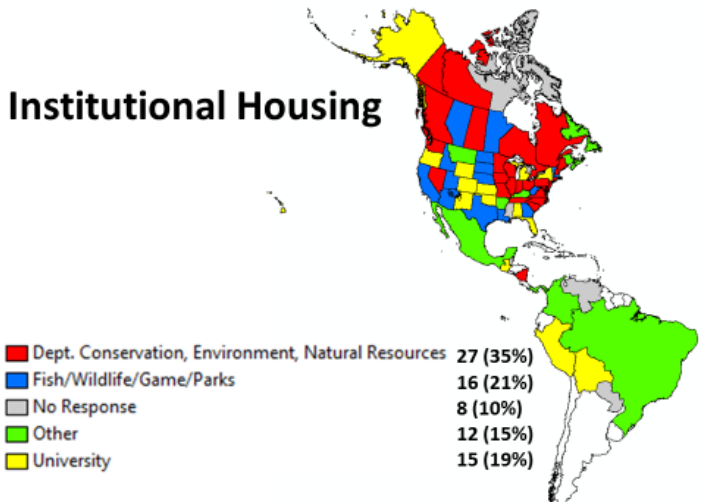 Institutional Housing
Dept. Conservation, Environment, Natural Resources 27 (35%)
Fish/Wildlife/Game/Parks 16 (21%)
No Response 8 (10%)
Other 12 (15%)
University 15 (19%)